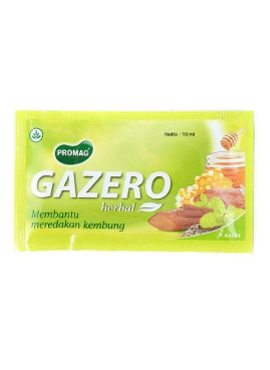 Netto : 10 ml
PROMAG
GAZERO
herbal
Membantu
meredakan kembung